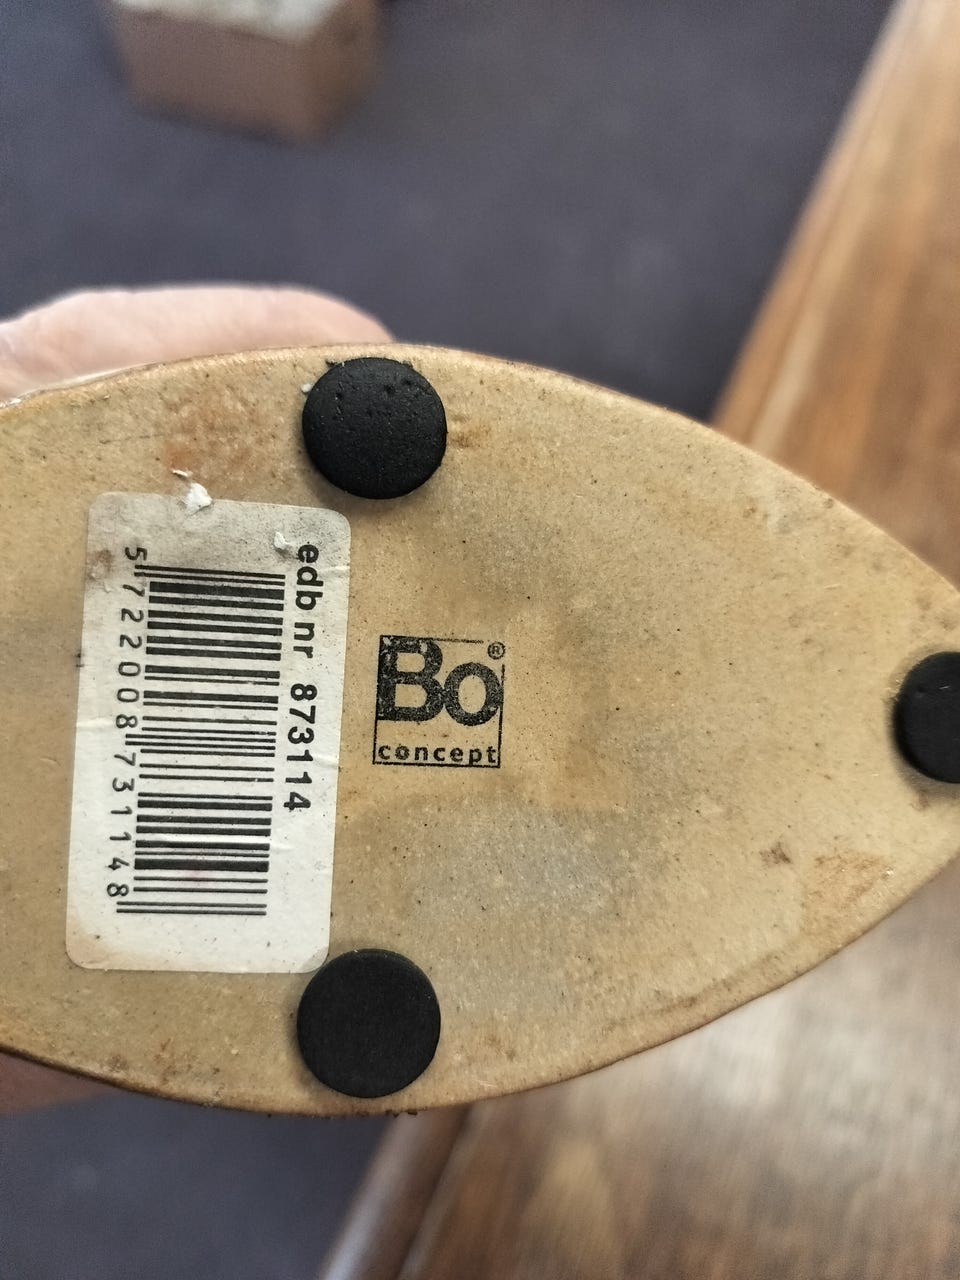 edb nr 873114
5722008731148
Bo®
concept